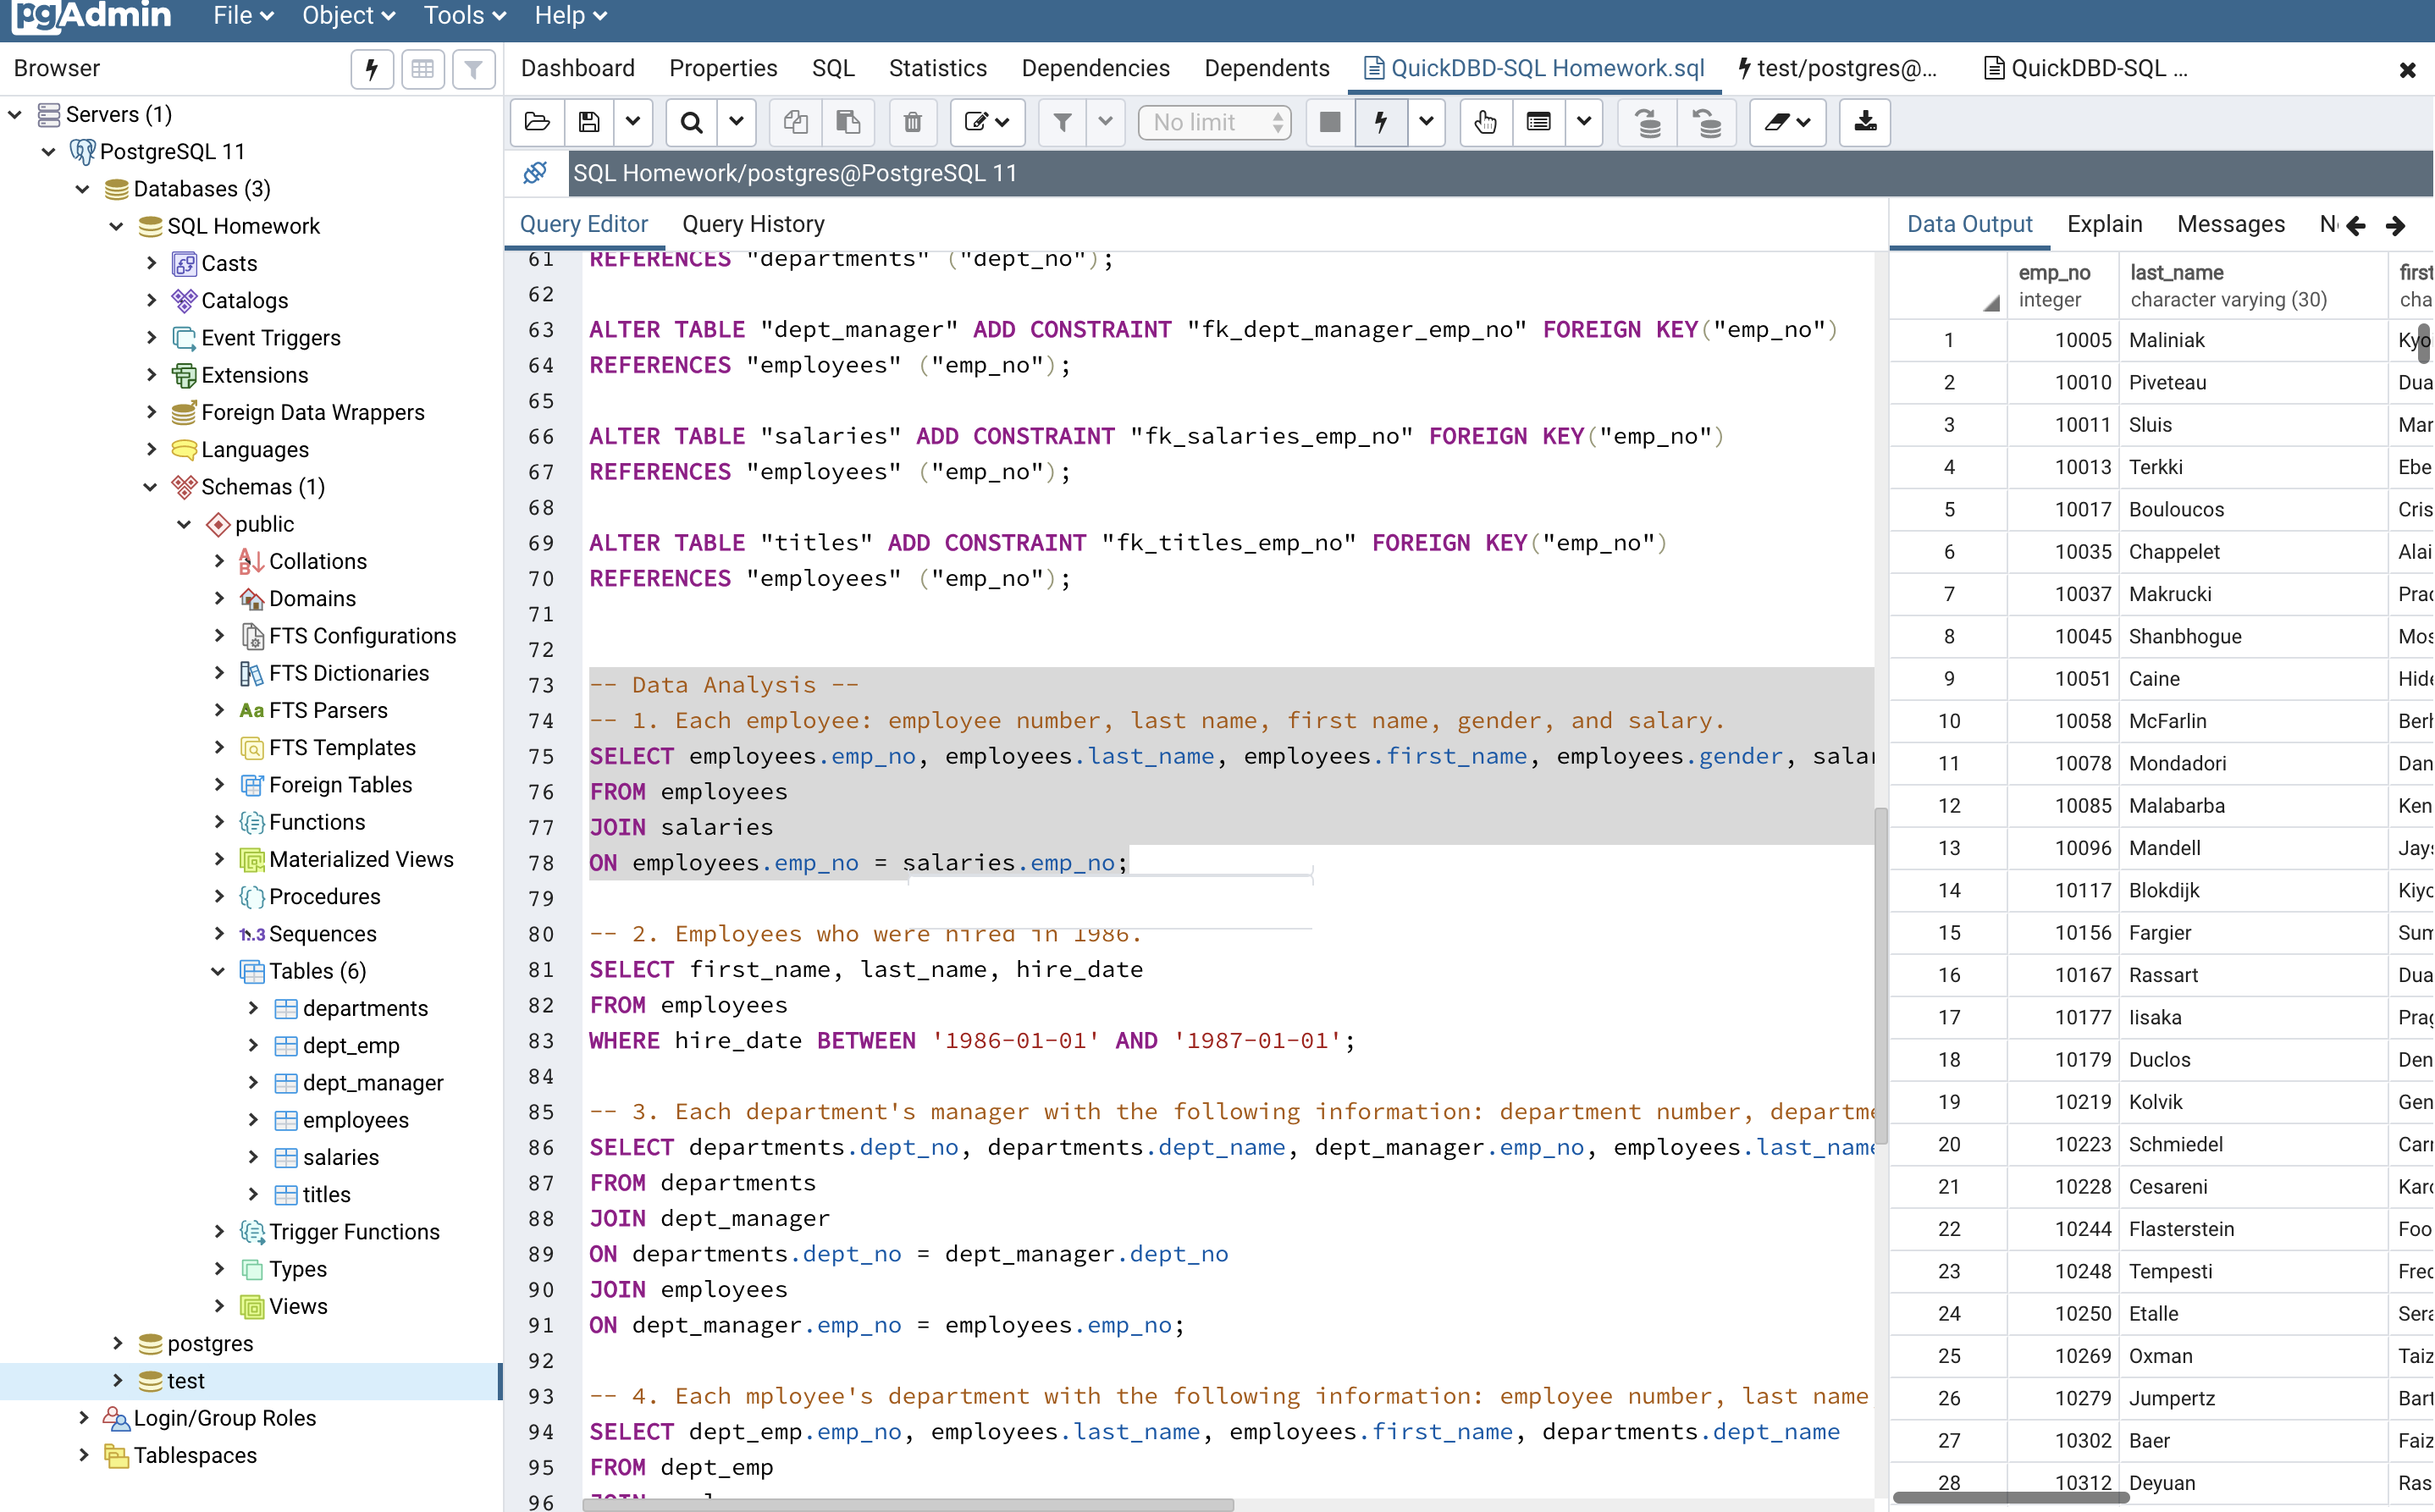 pgAdmin File Object Tools Help
Browser
Dashboard Properties SQL Statistics Dependencies Dependents QuickDBD-SQL Homework.sql test/postgres@... QuickDBD-SQL ...
No limit
SQL Homework/postgres@PostgreSQL 11
Servers (1)
PostgreSQL 11
Databases (3)
SQL Homework
Casts
Catalogs
Event Triggers
Extensions
Foreign Data Wrappers
Languages
Schemas (1)
public
Collations
Domains
FTS Configurations
FTS Dictionaries
Aa FTS Parsers
FTS Templates
Foreign Tables
Functions
Materialized Views
Procedures
1..3 Sequences
Tables (6)
departments
dept_emp
dept_manager
employees
salaries
titles
Trigger Functions
Types
Views
postgres
test
Login/Group Roles
Tablespaces
Query Editor Query History
61 REFERENCES "departments" ("dept_no");
62
63 ALTER TABLE "dept_manager" ADD CONSTRAINT "fk_dept_manager_emp_no" FOREIGN KEY("emp_no")
64 REFERENCES "employees" ("emp_no");
65
66 ALTER TABLE "salaries" ADD CONSTRAINT "fk_salaries_emp_no" FOREIGN KEY("emp_no")
67 REFERENCES "employees" ("emp_no");
68
69 ALTER TABLE "titles" ADD CONSTRAINT "fk_titles_emp_no" FOREIGN KEY("emp_no")
70 REFERENCES "employees" ("emp_no");
71
72
73 -- Data Analysis --
74 -- 1. Each employee: employee number, last name, first name, gender, and salary.
75 SELECT employees.emp_no, employees.last_name, employees.first_name, employees.gender, salar
76 FROM employees
77 JOIN salaries
78 ON employees.emp_no = salaries.emp_no;
79
80 -- 2. Employees who were hired in 1986.
81 SELECT first_name, last_name, hire_date
82 FROM employees
83 WHERE hire_date BETWEEN '1986-01-01' AND '1987-01-01';
84
85 -- 3. Each department's manager with the following information: department number, departme
86 SELECT departments.dept_no, departments.dept_name, dept_manager.emp_no, employees.last_name
87 FROM departments
88 JOIN dept_manager
89 ON departments.dept_no = dept_manager.dept_no
90 JOIN employees
91 ON dept_manager.emp_no = employees.emp_no;
92
93 -- 4. Each mployee's department with the following information: employee number, last name
94 SELECT dept_emp.emp_no, employees.last_name, employees.first_name, departments.dept_name
95 FROM dept_emp
96 JOIN
Data Output Explain Messages N
emp_no last_name first
integer character varying (30) cha
1 10005 Maliniak Kyo
2 10010 Piveteau Dua
3 10011 Sluis Mar
4 10013 Terkki Ebe
5 10017 Bouloucos Cris
6 10035 Chappelet Alai
7 10037 Makrucki Prad
8 10045 Shanbhogue Mos
9 10051 Caine Hide
10 10058 McFarlin Berh
11 10078 Mondadori Dan
12 10085 Malabarba Ken
13 10096 Mandell Jays
14 10117 Blokdijk Kiyo
15 10156 Fargier Sum
16 10167 Rassart Dua
17 10177 Iisaka Prag
18 10179 Duclos Den
19 10219 Kolvik Gen
20 10223 Schmiedel Carr
21 10228 Cesareni Karo
22 10244 Flasterstein Foo
23 10248 Tempesti Fred
24 10250 Etalle Sera
25 10269 Oxman Taiz
26 10279 Jumpertz Bart
27 10302 Baer Faiz
28 10312 Deyuan Ras